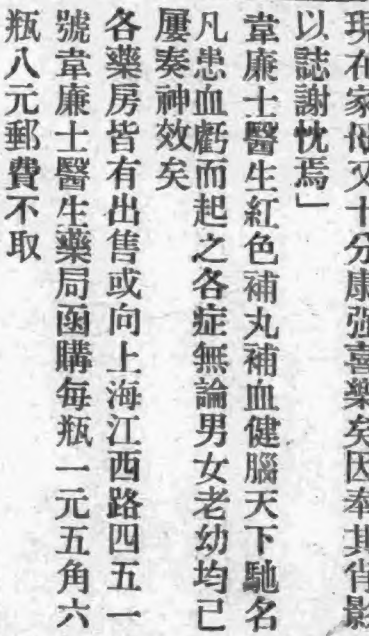 現在家母又十分康强喜樂矣因奉其肖影
以誌謝忱焉」
韋廉士醫生紅色補丸補血健腦天下馳名
凡患血虧而起之各症無論男女老幼均已
屢奏神效矣
各藥房皆有出售或向上海江西路四五一
號韋廉士醫生藥局函購每瓶一元五角六
瓶八元郵費不取